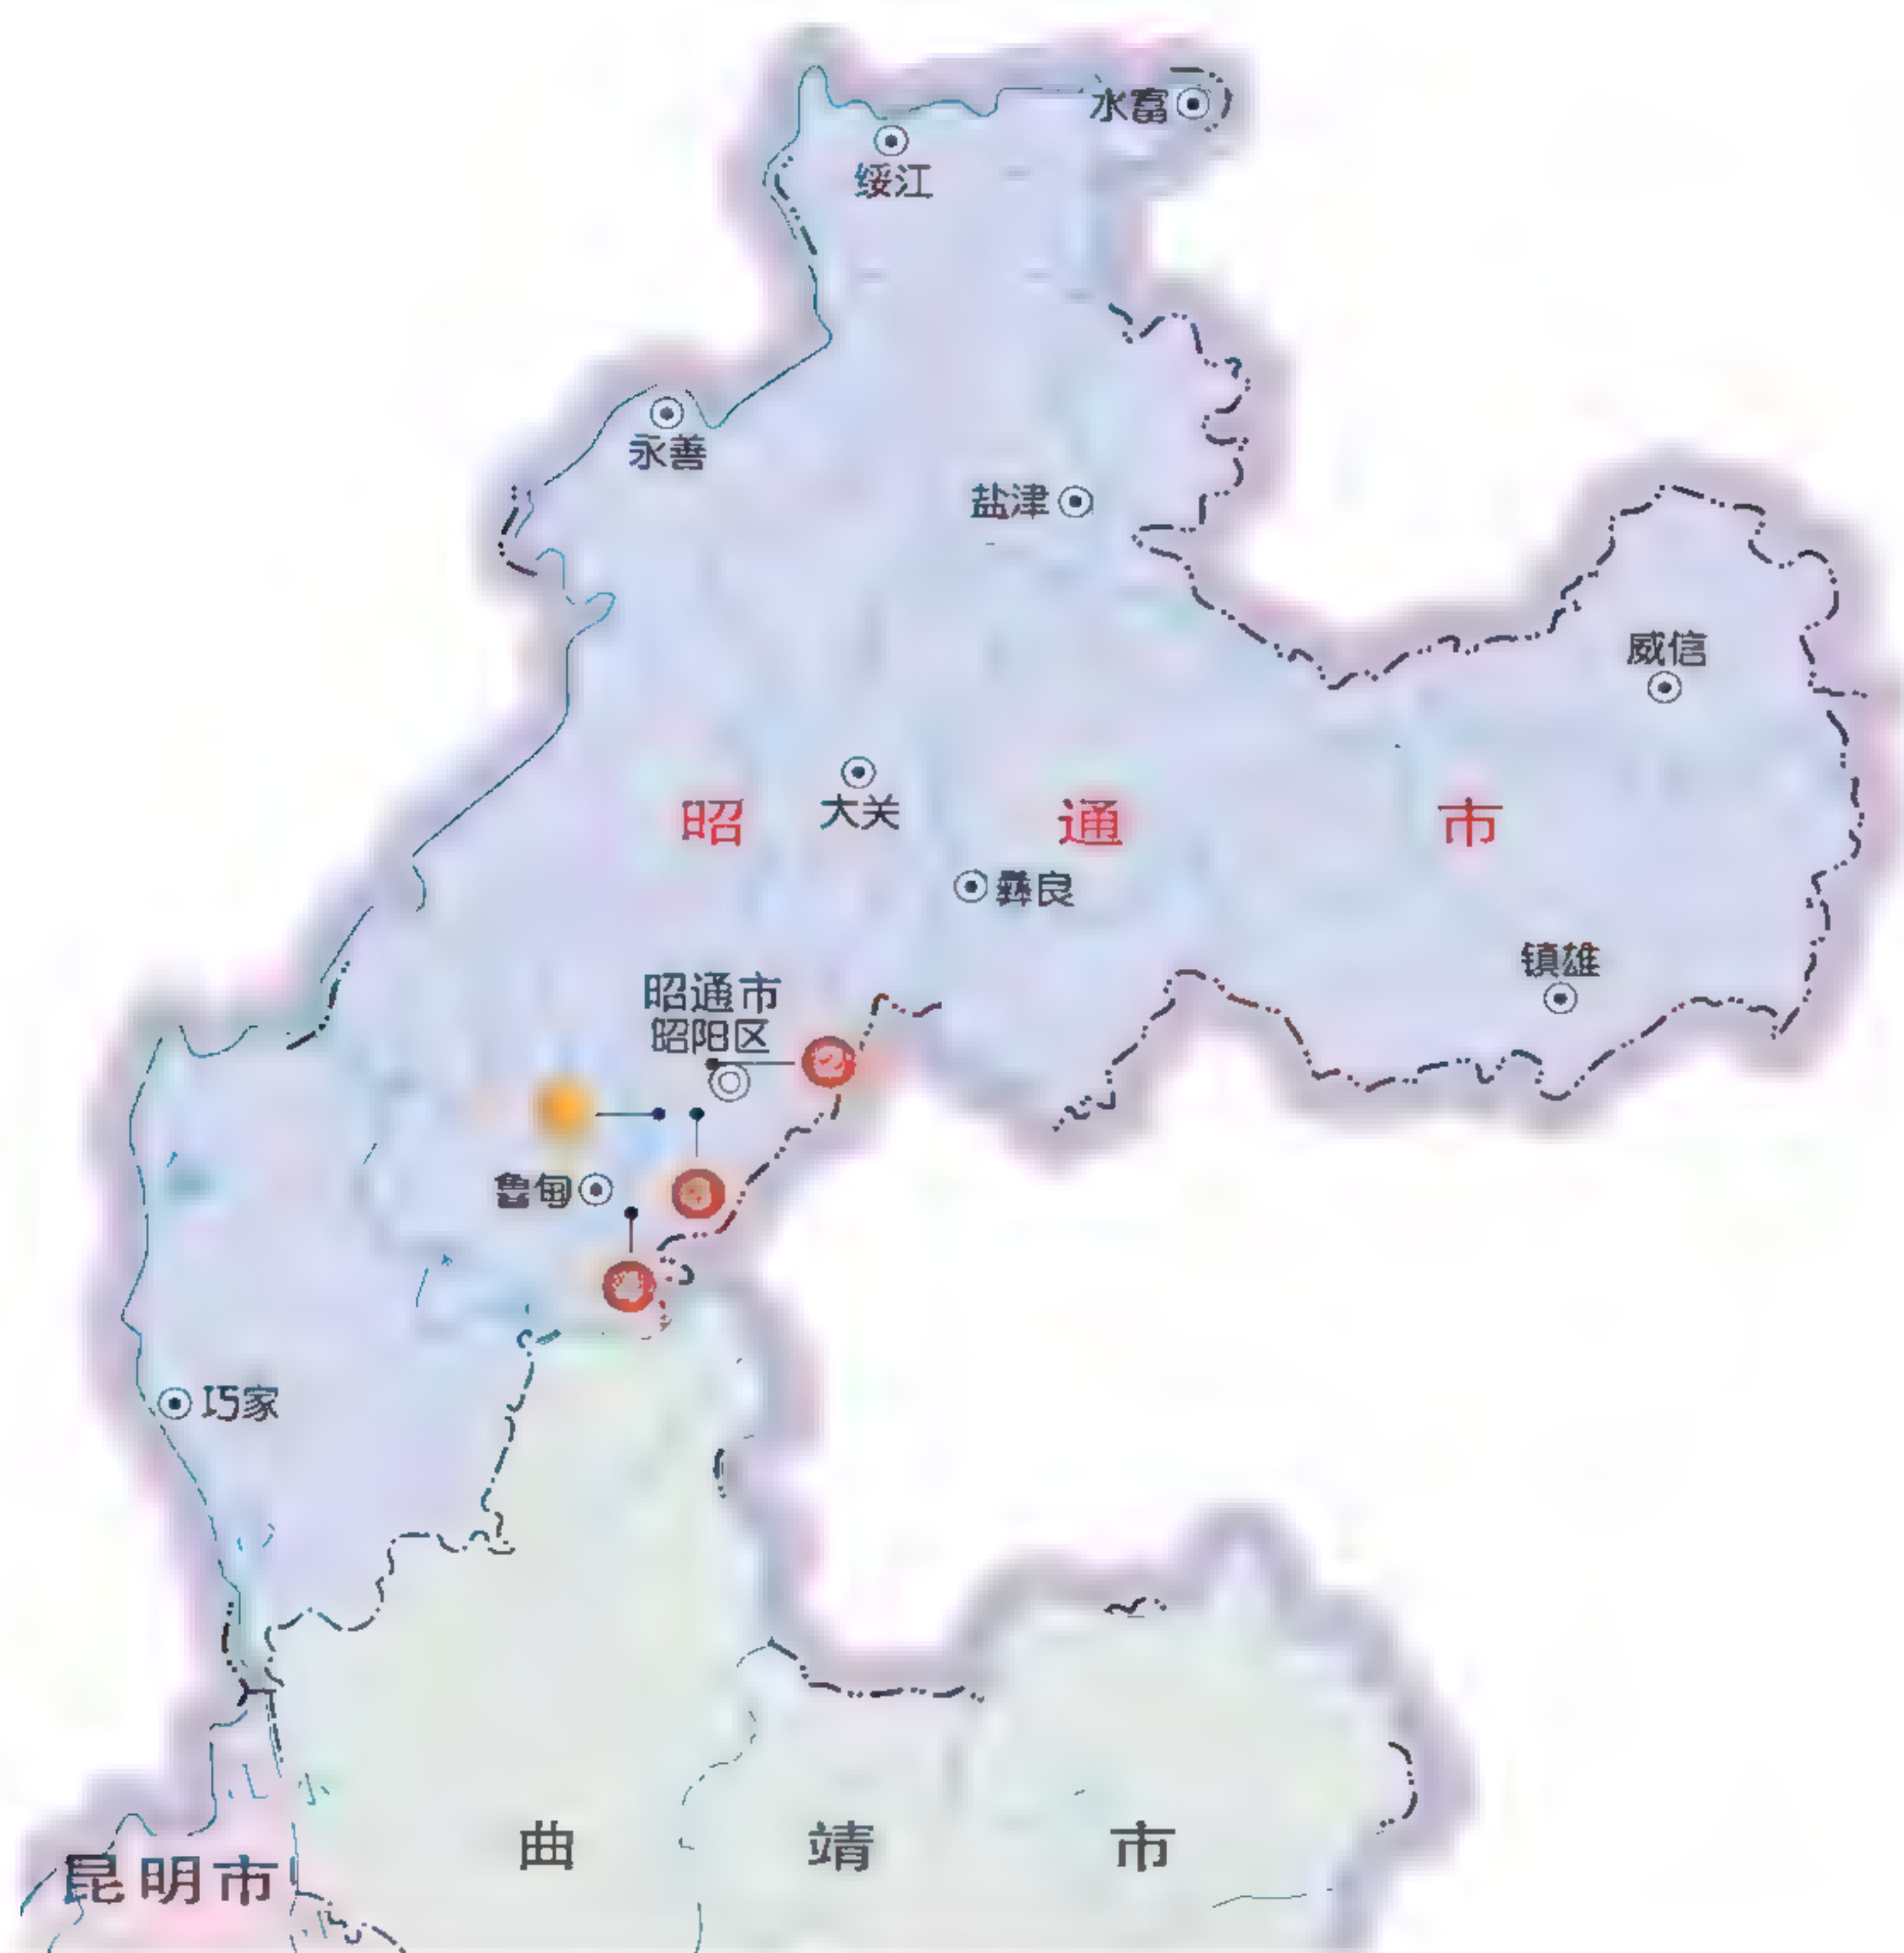 水富
绥江
永善
盐津
威信
大关
昭通市
彝良
镇雄
昭通市
昭阳区
鲁甸
巧家
曲靖市
昆明市